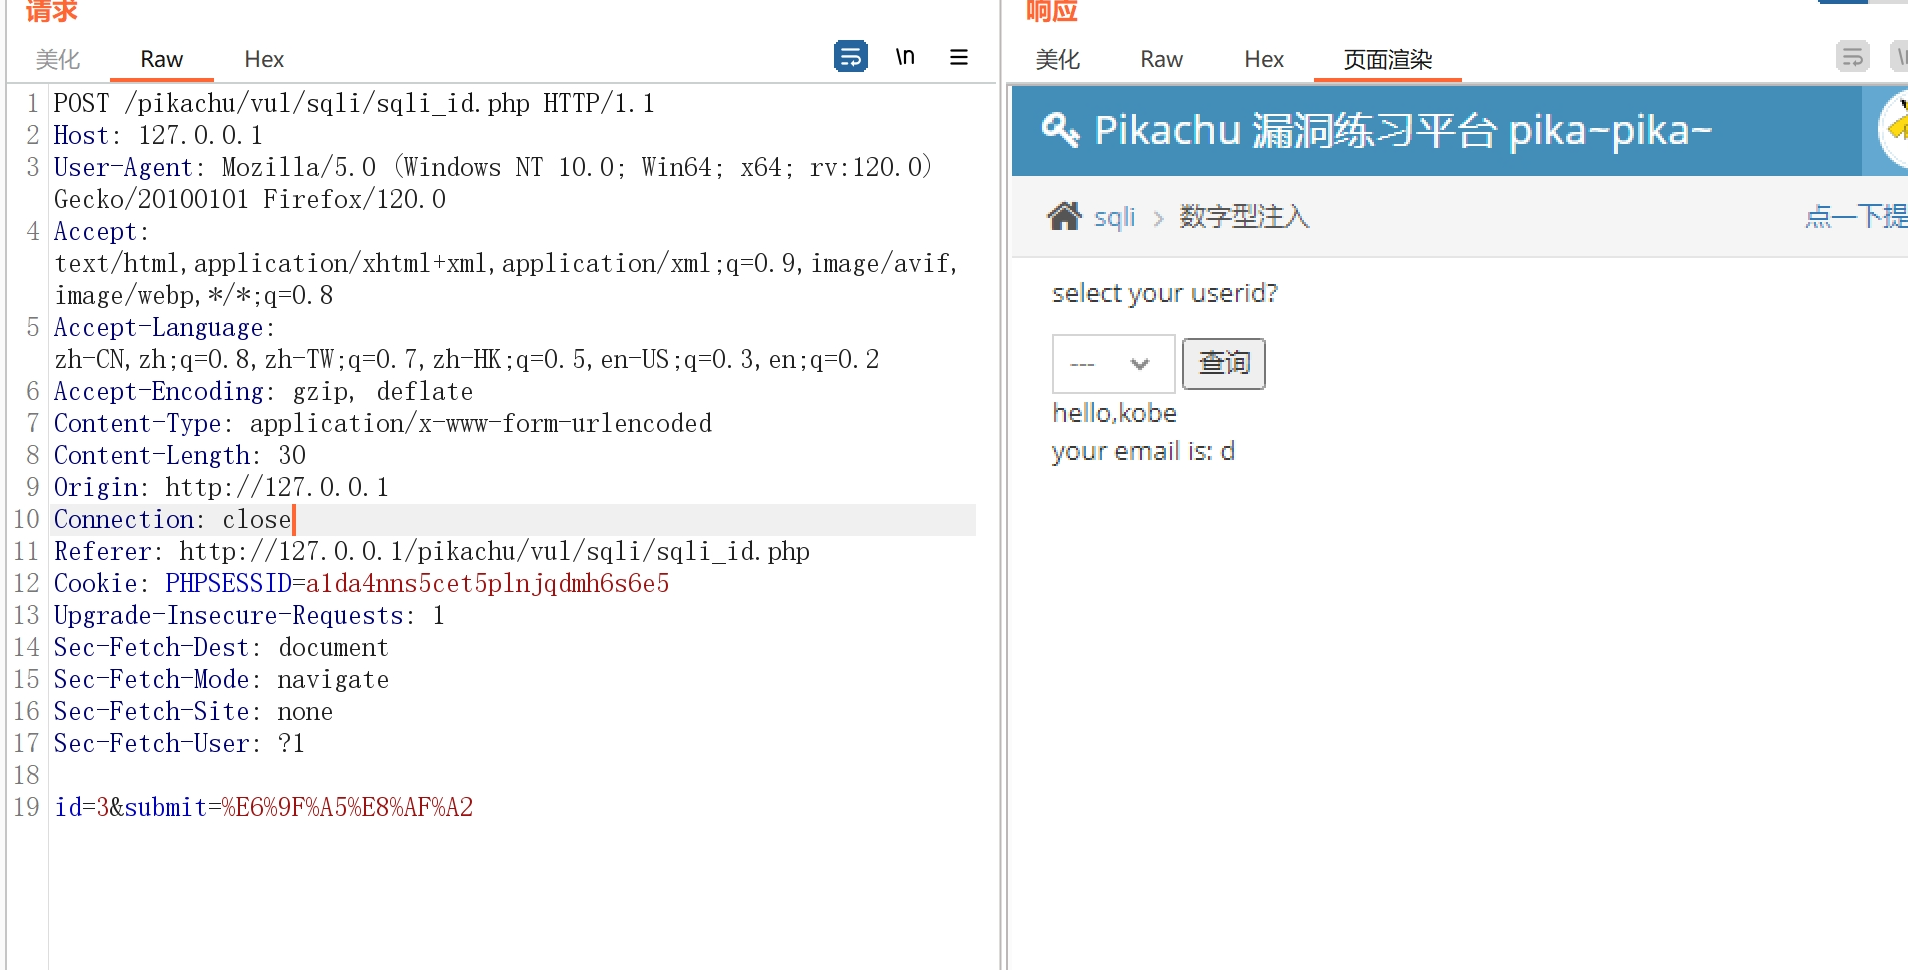 请求
美化 Raw Hex \n
1 POST /pikachu/vul/sqli/sqli_id.php HTTP/1.1
2 Host: 127.0.0.1
3 User-Agent: Mozilla/5.0 (Windows NT 10.0; Win64; x64; rv:120.0)
Gecko/20100101 Firefox/120.0
4 Accept:
text/html,application/xhtml+xml,application/xml;q=0.9,image/avif,
image/webp,*/*;q=0.8
5 Accept-Language:
zh-CN,zh;q=0.8,zh-TW;q=0.7,zh-HK;q=0.5,en-US;q=0.3,en;q=0.2
6 Accept-Encoding: gzip, deflate
7 Content-Type: application/x-www-form-urlencoded
8 Content-Length: 30
9 Origin: http://127.0.0.1
10 Connection: close
11 Referer: http://127.0.0.1/pikachu/vul/sqli/sqli_id.php
12 Cookie: PHPSESSID=a1da4nns5cet5plnjqdmh6s6e5
13 Upgrade-Insecure-Requests: 1
14 Sec-Fetch-Dest: document
15 Sec-Fetch-Mode: navigate
16 Sec-Fetch-Site: none
17 Sec-Fetch-User: ?1
18
19 id=3&submit=%E6%9F%A5%E8%AF%A2
响应
美化 Raw Hex 页面渲染
Pikachu 漏洞练习平台 pika~pika~
sqli > 数字型注入 点一下提
select your userid?
--- 查询
hello,kobe
your email is: d